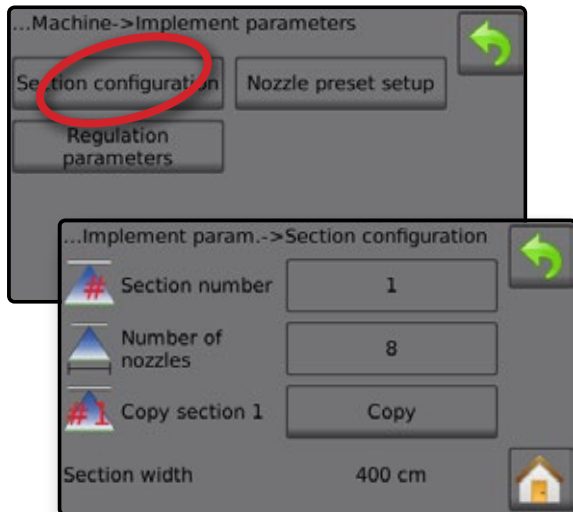 ...Machine->Implement parameters
Section configuration
Nozzle preset setup
Regulation
parameters
...Implement param.->Section configuration
# Section number
1
Number of
nozzles
8
#1 Copy section 1
Copy
Section width
400 cm